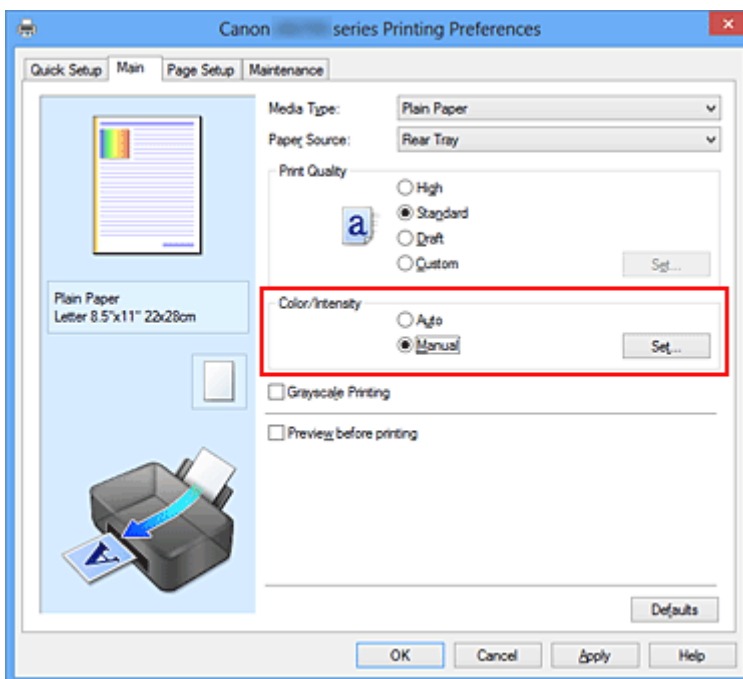 Canon series Printing Preferences
Quick Setup Main Page Setup Maintenance
Media Type: Plain Paper
Paper Source: Rear Tray
Print Quality
High
Standard
Draft
Custom Set...
a
Plain Paper
Letter 8.5"x11" 22x28cm
Color/Intensity
Auto
Manual Set...
Grayscale Printing
Preview before printing
A
Defaults
OK Cancel Apply Help